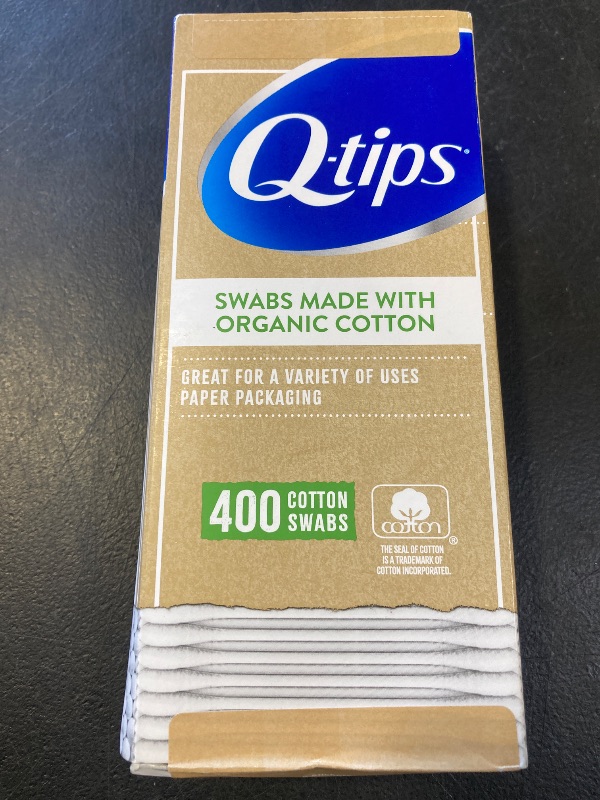 Q-tips®
SWABS MADE WITH
ORGANIC COTTON
GREAT FOR A VARIETY OF USES
PAPER PACKAGING
400 COTTON
SWABS
cotton
®
THE SEAL OF COTTON
IS A TRADEMARK OF
COTTON INCORPORATED.